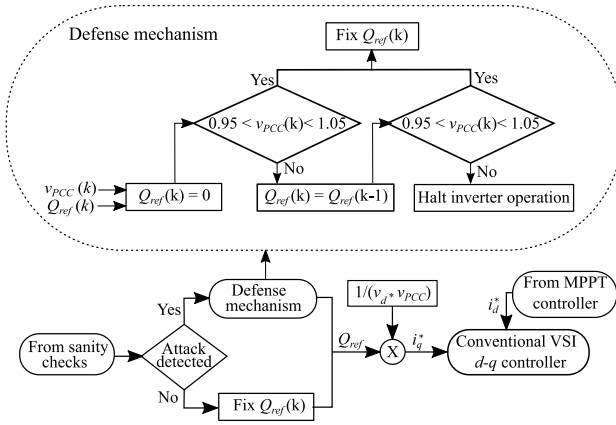 Defense mechanism
Fix Q_ref(k)
Yes
Yes
0.95 < v_PCC(k) < 1.05
0.95 < v_PCC(k) < 1.05
No
No
v_PCC(k)
Q_ref(k)
Q_ref(k) = 0
Q_ref(k) = Q_ref(k-1)
Halt inverter operation
Defense
mechanism
1/(v_d* v_PCC)
From MPPT
controller
Yes
i_d^*
From sanity
checks
Attack
detected
Q_ref
X
i_q^*
Conventional VSI
d-q controller
No
Fix Q_ref(k)